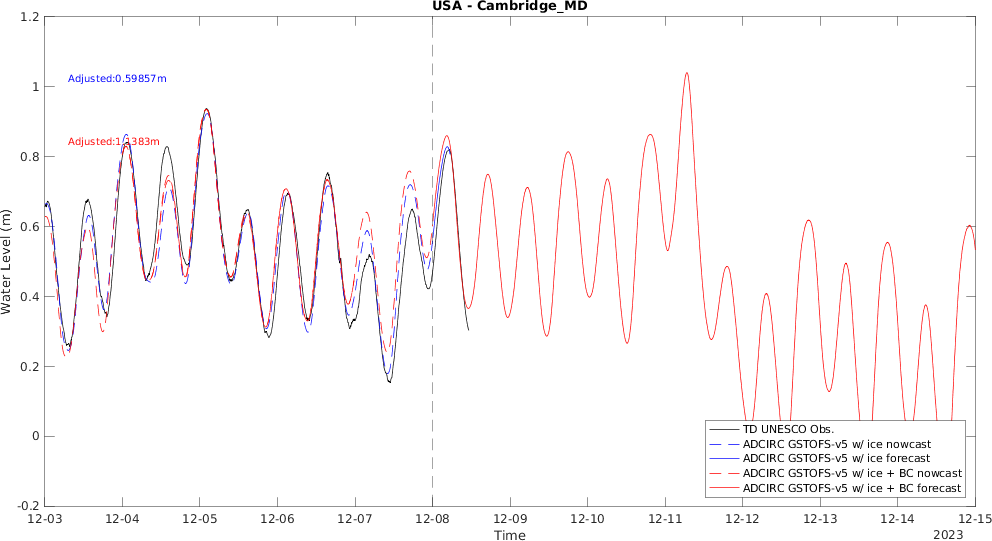 USA - Cambridge_MD
1.2
1
0.8
0.6
0.4
0.2
0
-0.2
Water Level (m)
Adjusted:0.59857m
Adjusted:1.1383m
TD UNESCO Obs.
ADCIRC GSTOFS-v5 w/ ice nowcast
ADCIRC GSTOFS-v5 w/ ice forecast
ADCIRC GSTOFS-v5 w/ ice + BC nowcast
ADCIRC GSTOFS-v5 w/ ice + BC forecast
12-03 12-04 12-05 12-06 12-07 12-08 12-09 12-10 12-11 12-12 12-13 12-14 12-15
Time
2023